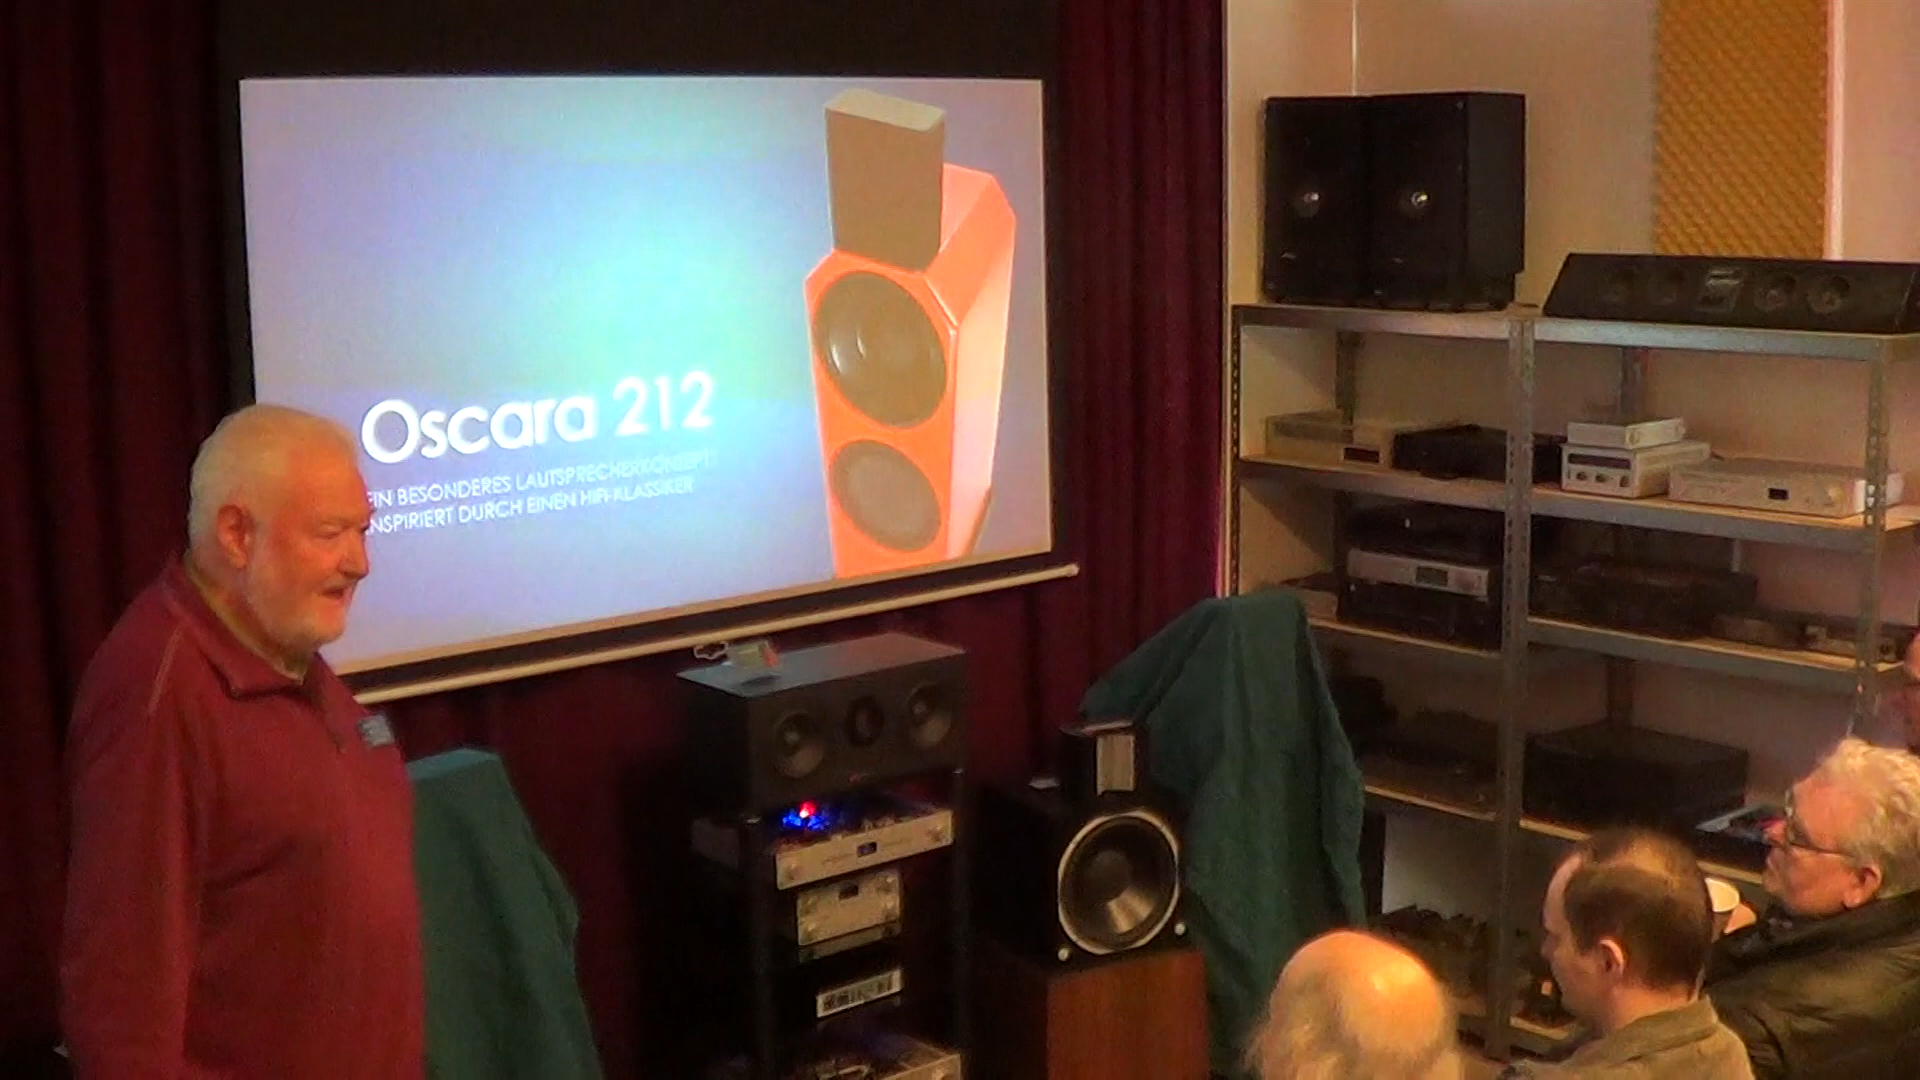 Oscara 212
EIN BESONDERES LAUTSPRECHERKONZEPT
INSPIRIERT DURCH EINEN HIFI-KLASSIKER